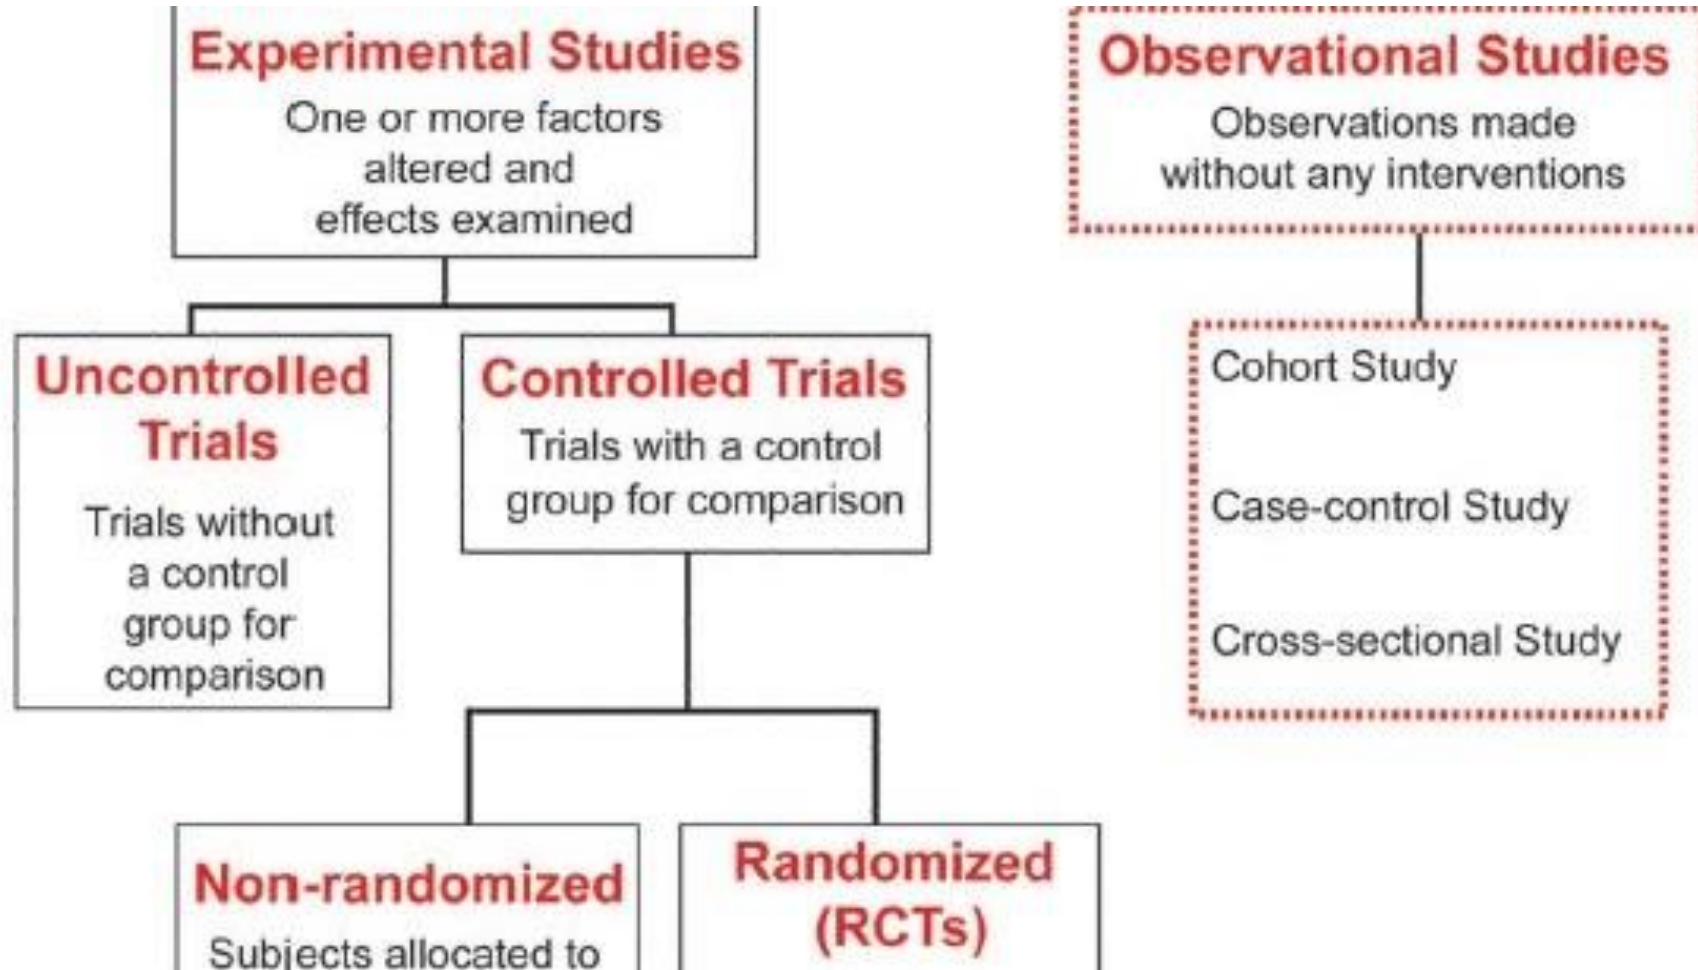 Experimental Studies
One or more factors
altered and
effects examined
Observational Studies
Observations made
without any interventions
Uncontrolled
Trials
Trials without
a control
group for
comparison
Controlled Trials
Trials with a control
group for comparison
Cohort Study
Case-control Study
Cross-sectional Study
Non-randomized
Subjects allocated to
Randomized
(RCTs)